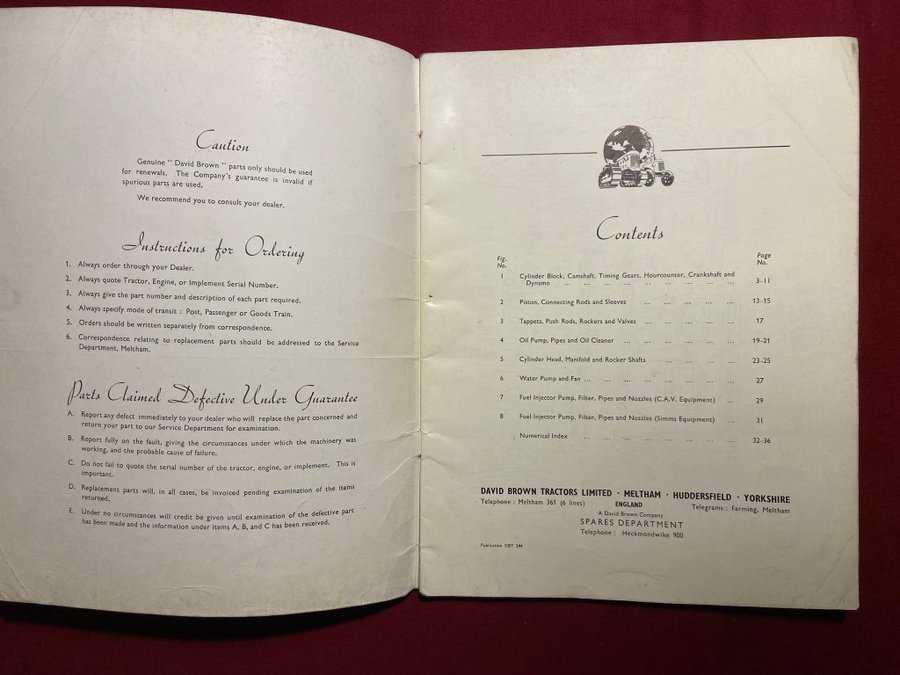 Caution
Genuine " David Brown " parts only should be used
for renewals. The Company's guarantee is invalid if
spurious parts are used.
We recommend you to consult your dealer.
Instructions for Ordering
1. Always order through your Dealer.
2. Always quote Tractor, Engine, or Implement Serial Number.
3. Always give the part number and description of each part required.
4. Always specify mode of transit : Post, Passenger or Goods Train.
5. Orders should be written separately from correspondence.
6. Correspondence relating to replacement parts should be addressed to the Service
Department, Meltham.
Parts Claimed Defective Under Guarantee
A. Report any defect immediately to your dealer who will replace the part concerned and
return your part to our Service Department for examination.
B. Report fully on the fault, giving the circumstances under which the machinery was
working, and the probable cause of failure.
C. Do not fail to quote the serial number of the tractor, engine, or implement. This is
important.
D. Replacement parts will, in all cases, be invoiced pending examination of the items
returned.
E. Under no circumstances will credit be given until examination of the defective part
has been made and the information under items A, B, and C has been received.
Contents
Fig. No. Page No.
1 Cylinder Block, Camshaft, Timing Gears, Hourcounter, Crankshaft and
Dynamo ... ... ... ... ... ... ... ... ... 3-11
2 Piston, Connecting Rods and Sleeves ... ... ... ... ... 13-15
3 Tappets, Push Rods, Rockers and Valves ... ... ... ... ... 17
4 Oil Pump, Pipes and Oil Cleaner ... ... ... ... ... ... 19-21
5 Cylinder Head, Manifold and Rocker Shafts ... ... ... ... 23-25
6 Water Pump and Fan ... ... ... ... ... ... ... ... 27
7 Fuel Injector Pump, Filter, Pipes and Nozzles (C.A.V. Equipment) ... 29
8 Fuel Injector Pump, Filter, Pipes and Nozzles (Simms Equipment) ... 31
Numerical Index ... ... ... ... ... ... ... ... 32-36
DAVID BROWN TRACTORS LIMITED · MELTHAM · HUDDERSFIELD · YORKSHIRE
Telephone : Meltham 361 (6 lines) ENGLAND Telegrams : Farming, Meltham
A David Brown Company
SPARES DEPARTMENT
Telephone : Heckmondwike 900
Publication DBT 244